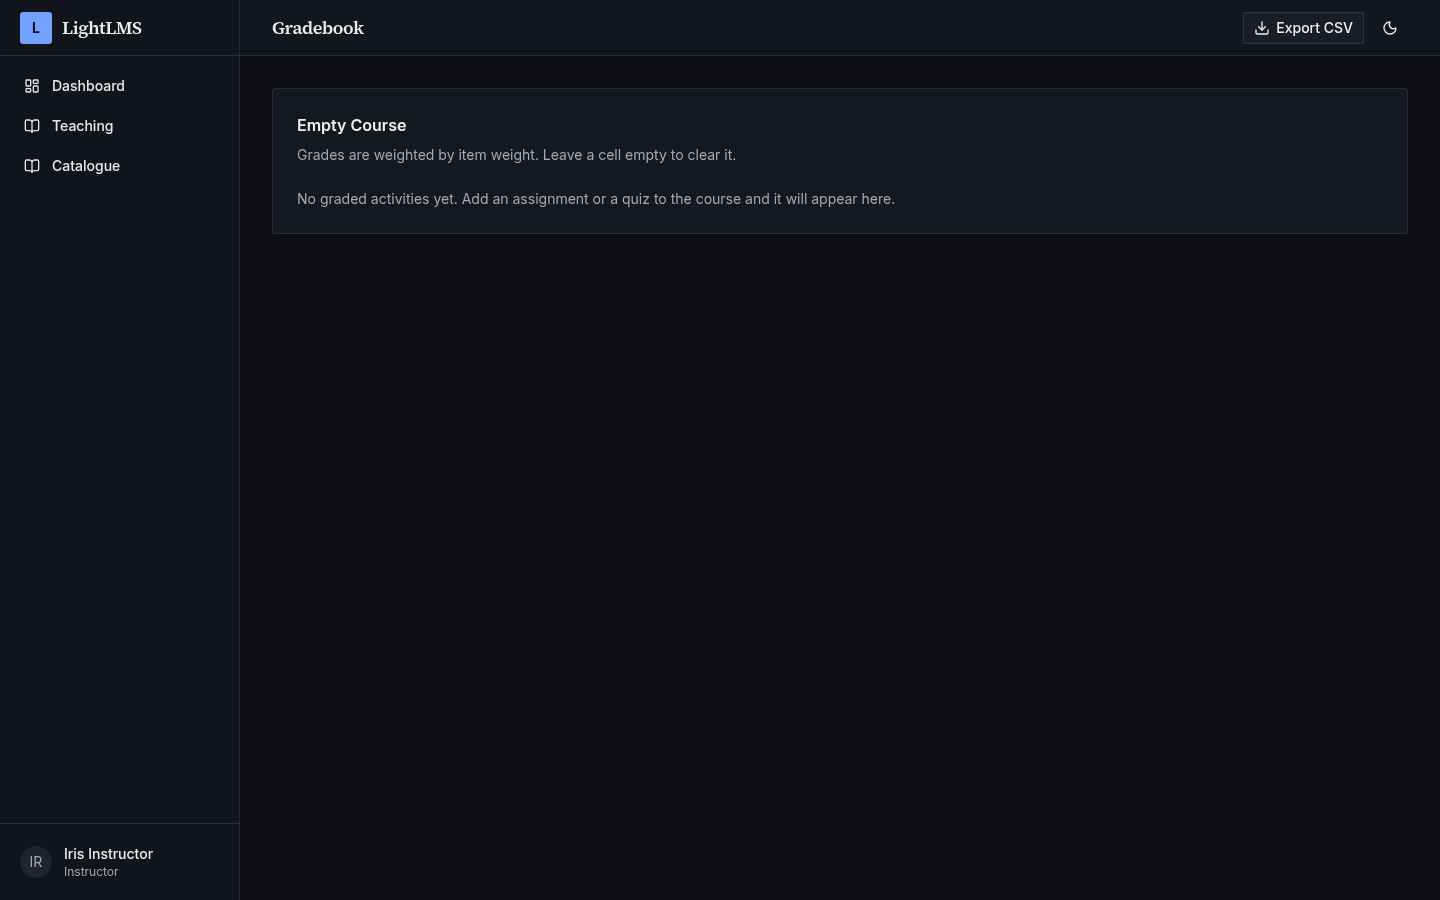 L LightLMS
Gradebook
Export CSV
Dashboard
Teaching
Catalogue
Empty Course
Grades are weighted by item weight. Leave a cell empty to clear it.
No graded activities yet. Add an assignment or a quiz to the course and it will appear here.
IR
Iris Instructor
Instructor